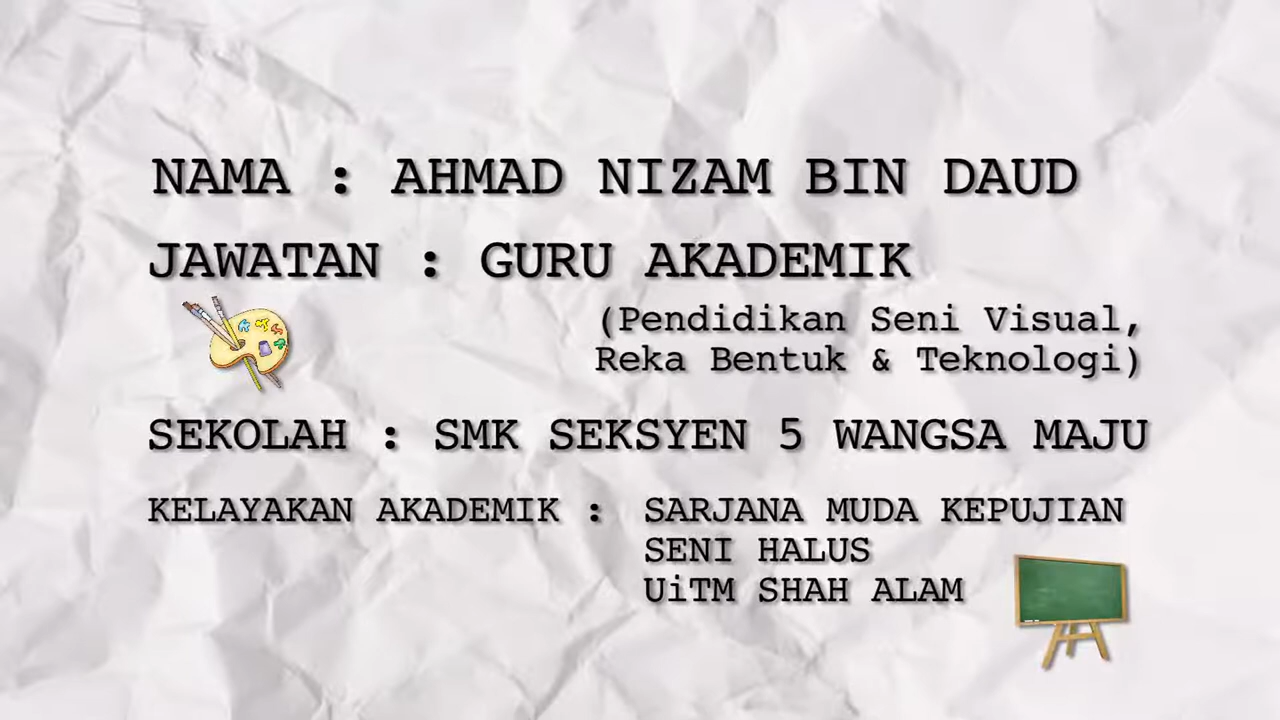 NAMA : AHMAD NIZAM BIN DAUD
JAWATAN : GURU AKADEMIK
(Pendidikan Seni Visual,
Reka Bentuk & Teknologi)
SEKOLAH : SMK SEKSYEN 5 WANGSA MAJU
KELAYAKAN AKADEMIK : SARJANA MUDA KEPUJIAN
SENI HALUS
UiTM SHAH ALAM